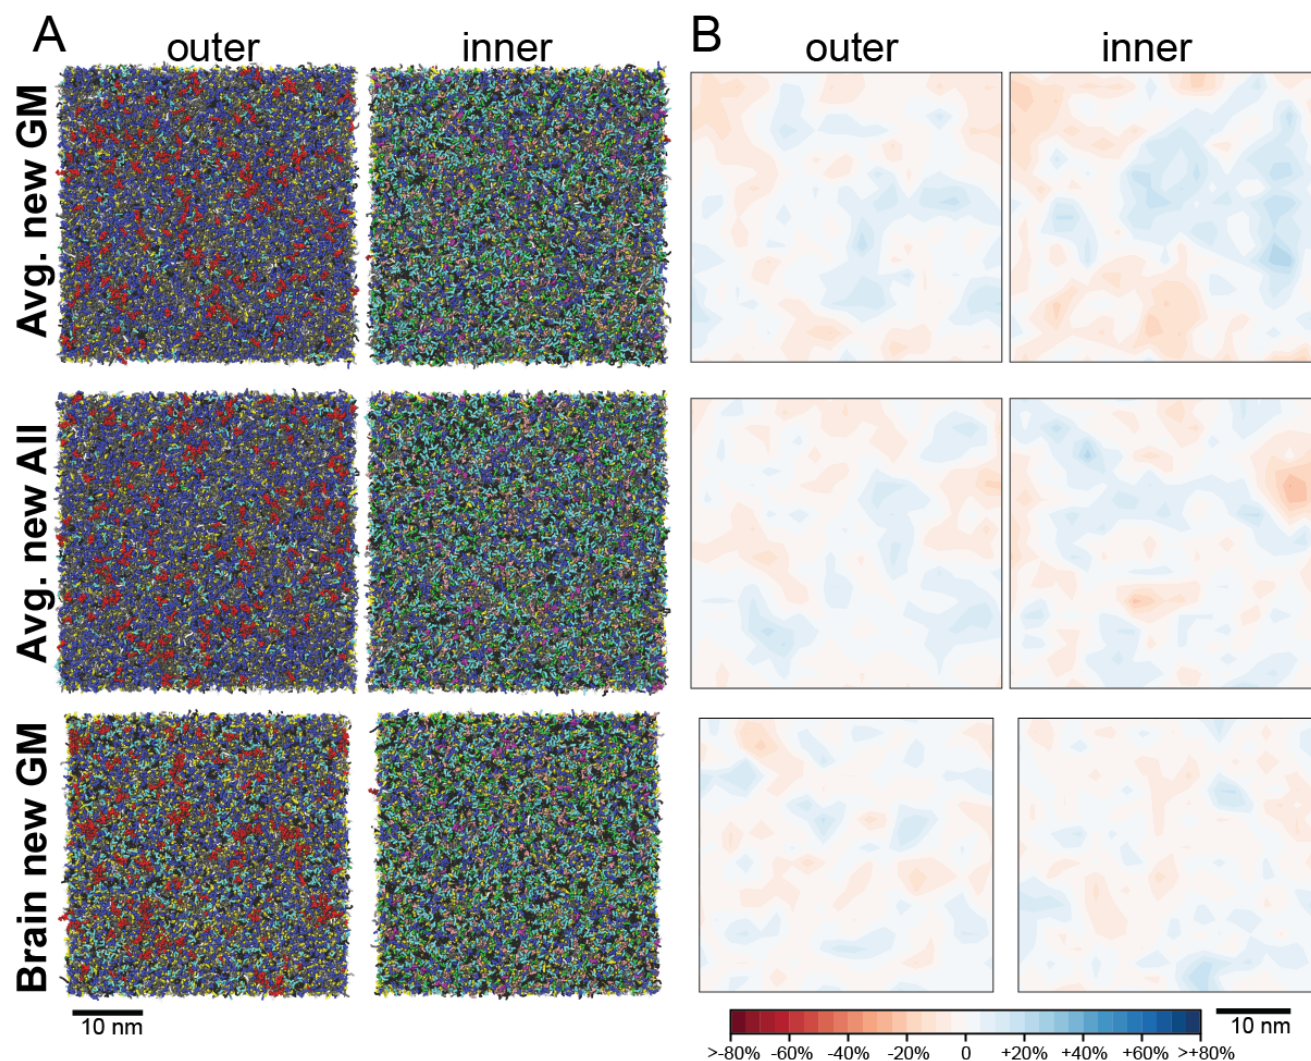 A
outer
inner
B
outer
inner
Avg. new GM
Avg. new All
Brain new GM
10 nm
>-80% -60% -40% -20% 0 +20% +40% +60% >+80%
10 nm